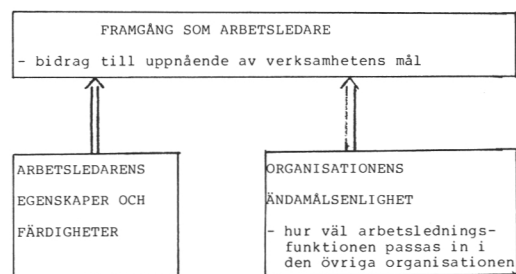 FRAMGÅNG SOM ARBETSLEDARE
- bidrag till uppnående av verksamhetens mål
ARBETSLEDARENS
EGENSKAPER OCH
FÄRDIGHETER
ORGANISATIONENS
ÄNDAMÅLSENLIGHET
- hur väl arbetslednings-
funktionen passas in i
den övriga organisationen